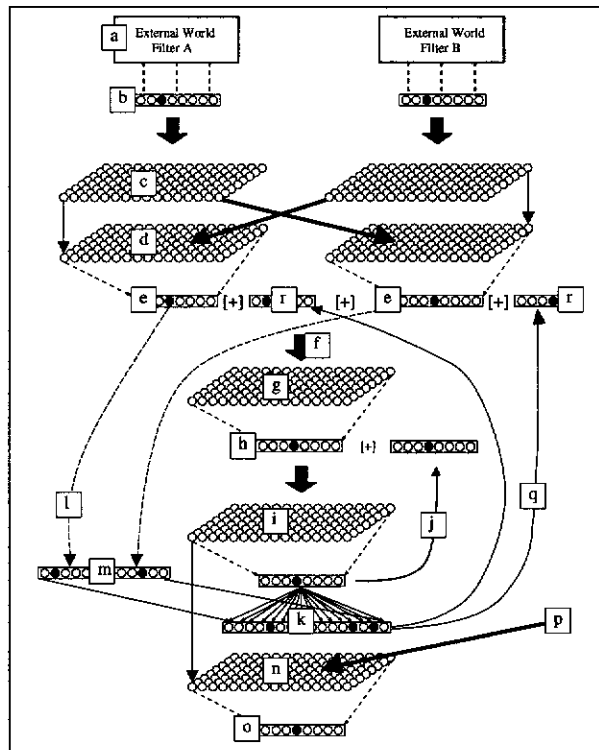 a
External World
Filter A
External World
Filter B
b
c
d
e
[+]
r
[+]
e
[+]
r
f
g
h
[+]
i
j
q
l
m
k
p
n
o